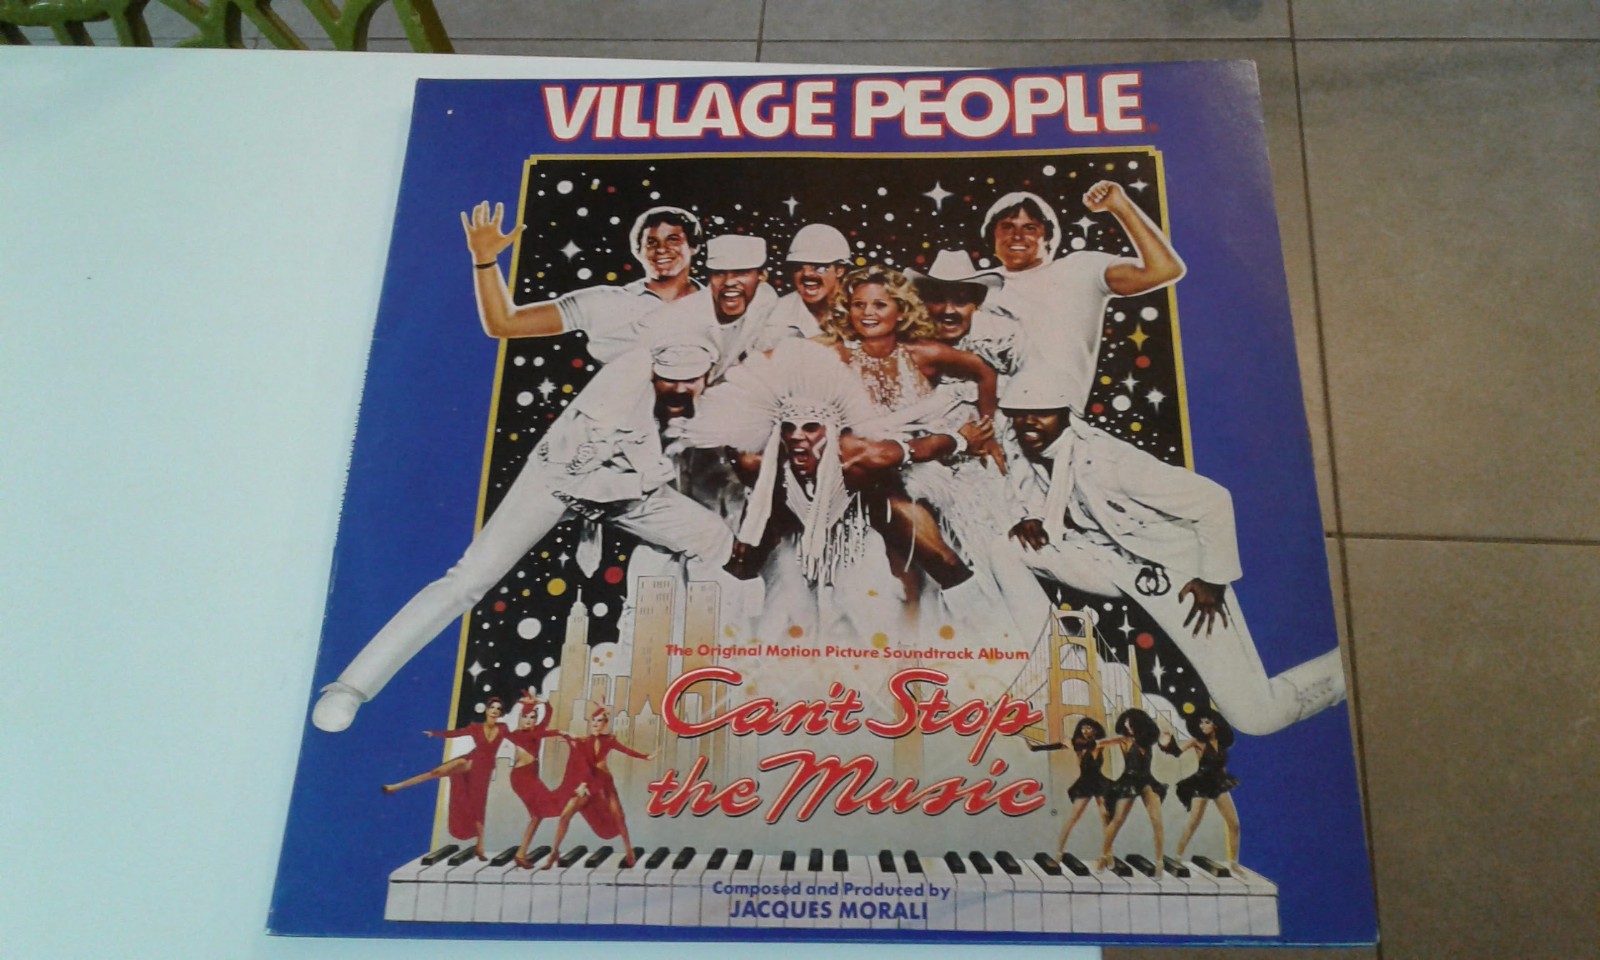 VILLAGE PEOPLE
The Original Motion Picture Soundtrack Album
Can't Stop
the Music
Composed and Produced by
JACQUES MORALI